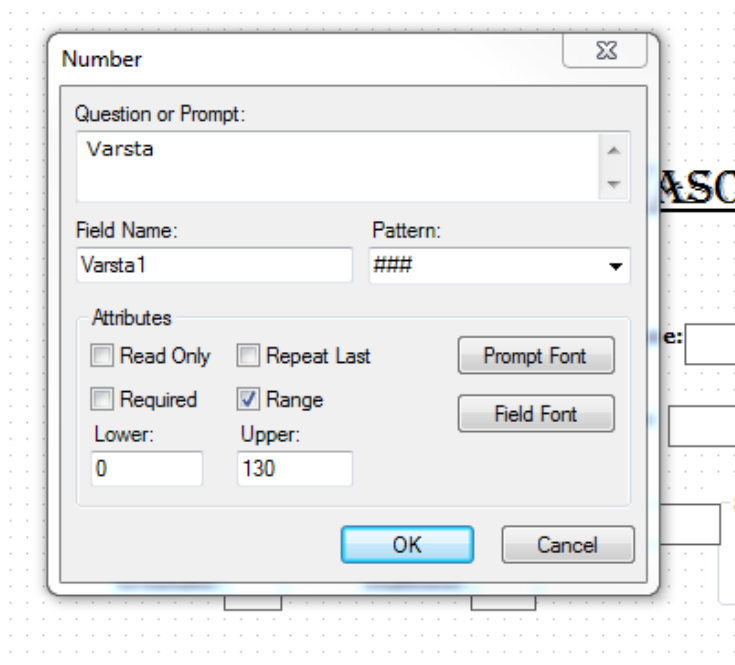 Number
Question or Prompt:
Varsta
Field Name:
Pattern:
Varsta1
###
Attributes
Read Only
Repeat Last
Prompt Font
Required
Range
Field Font
Lower:
Upper:
0
130
OK
Cancel
e: